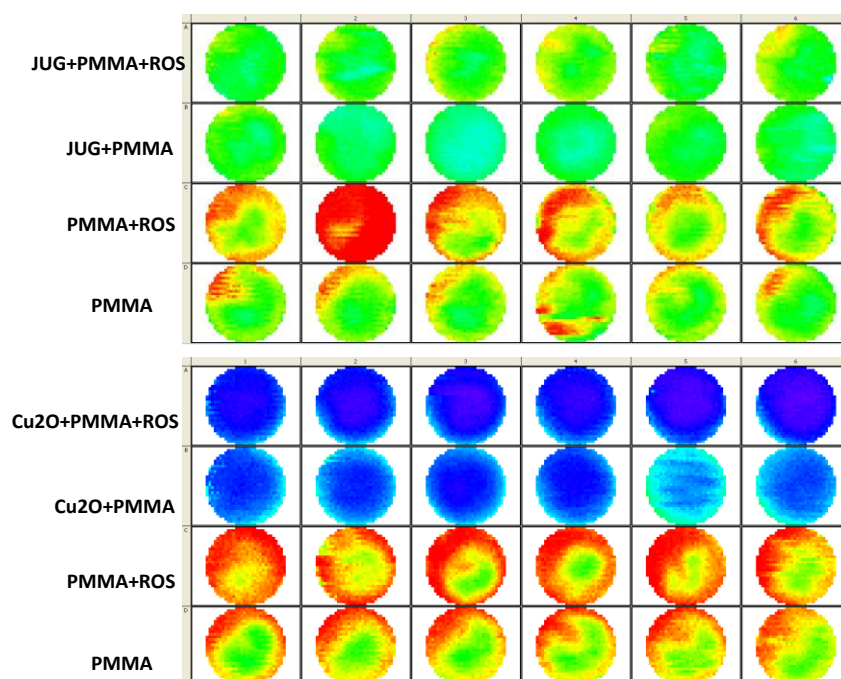 1 2 3 4 5 6
A
JUG+PMMA+ROS
B
JUG+PMMA
C
PMMA+ROS
D
PMMA
1 2 3 4 5 6
A
Cu2O+PMMA+ROS
B
Cu2O+PMMA
C
PMMA+ROS
D
PMMA